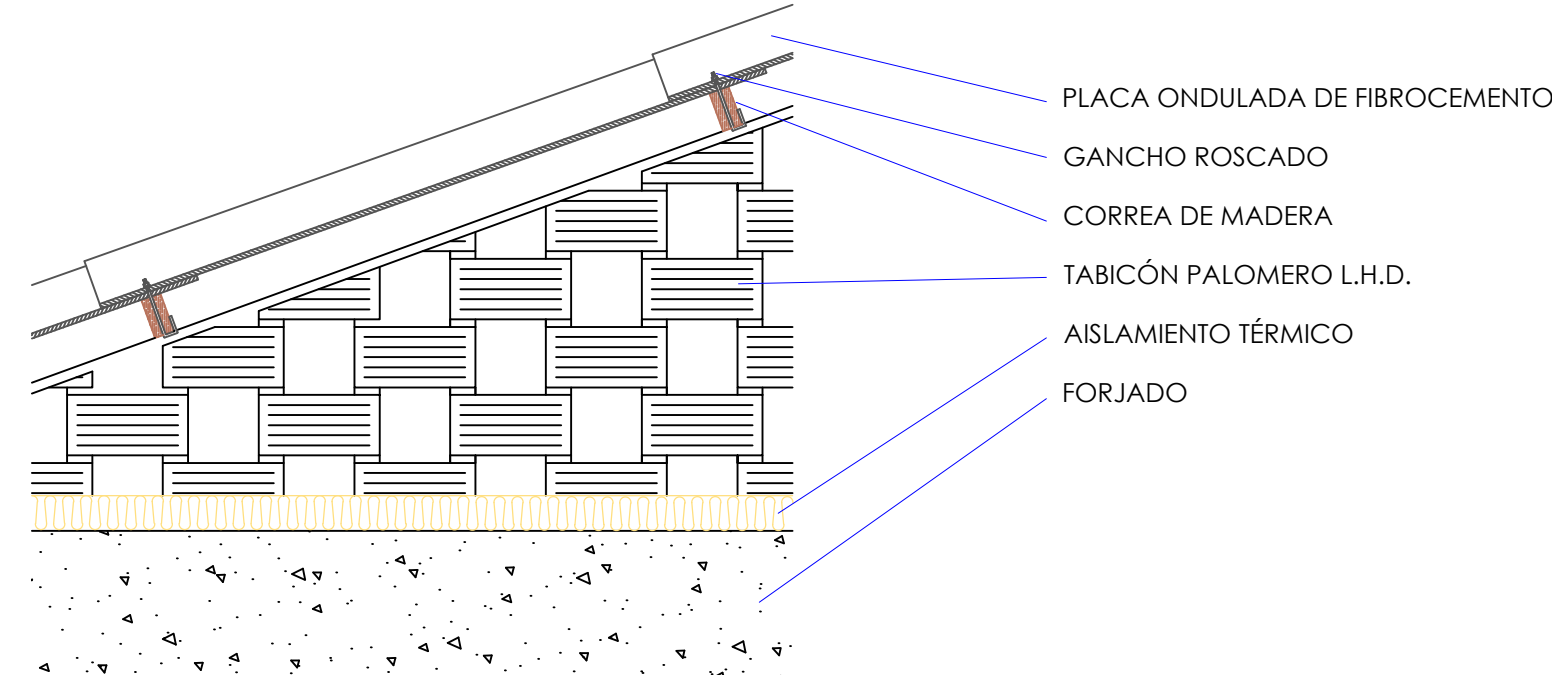 PLACA ONDULADA DE FIBROCEMENTO
GANCHO ROSCADO
CORREA DE MADERA
TABICÓN PALOMERO L.H.D.
AISLAMIENTO TÉRMICO
FORJADO